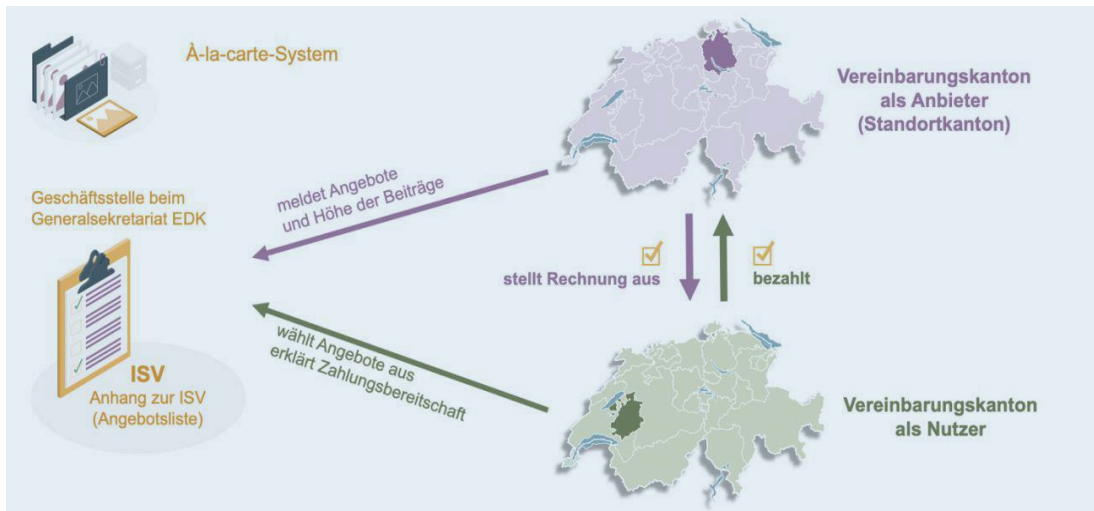 À-la-carte-System
Vereinbarungskanton
als Anbieter
(Standortkanton)
meldet Angebote
und Höhe der Beiträge
Geschäftsstelle beim
Generalsekretariat EDK
stellt Rechnung aus
bezahlt
wählt Angebote aus
erklärt Zahlungsbereitschaft
ISV
Anhang zur ISV
(Angebotsliste)
Vereinbarungskanton
als Nutzer